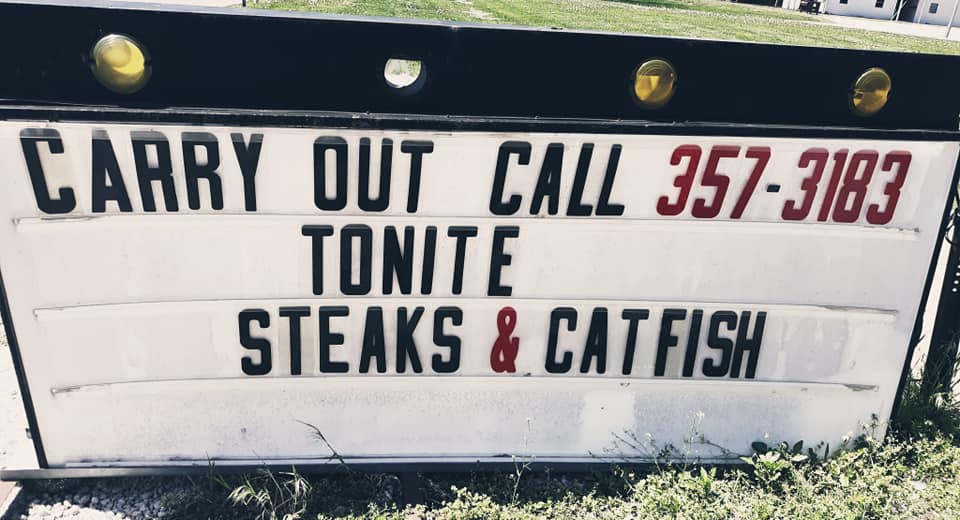 CARRY OUT CALL 357-3183
TONITE
STEAKS & CATFISH